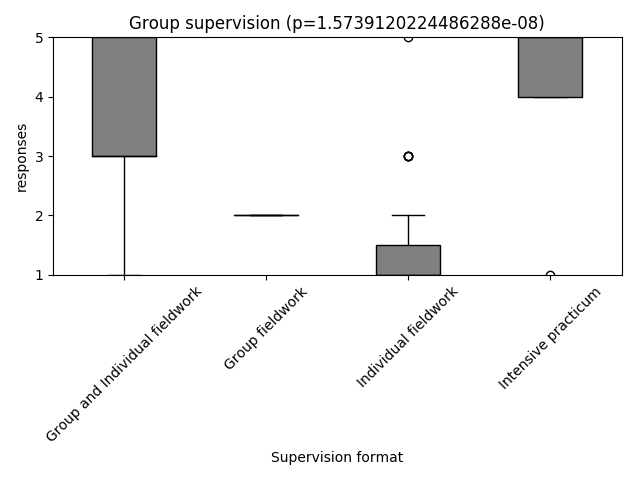 Group supervision (p=1.5739120224486288e-08)
5
4
3
2
1
responses
Group and Individual fieldwork
Group fieldwork
Individual fieldwork
Intensive practicum
Supervision format